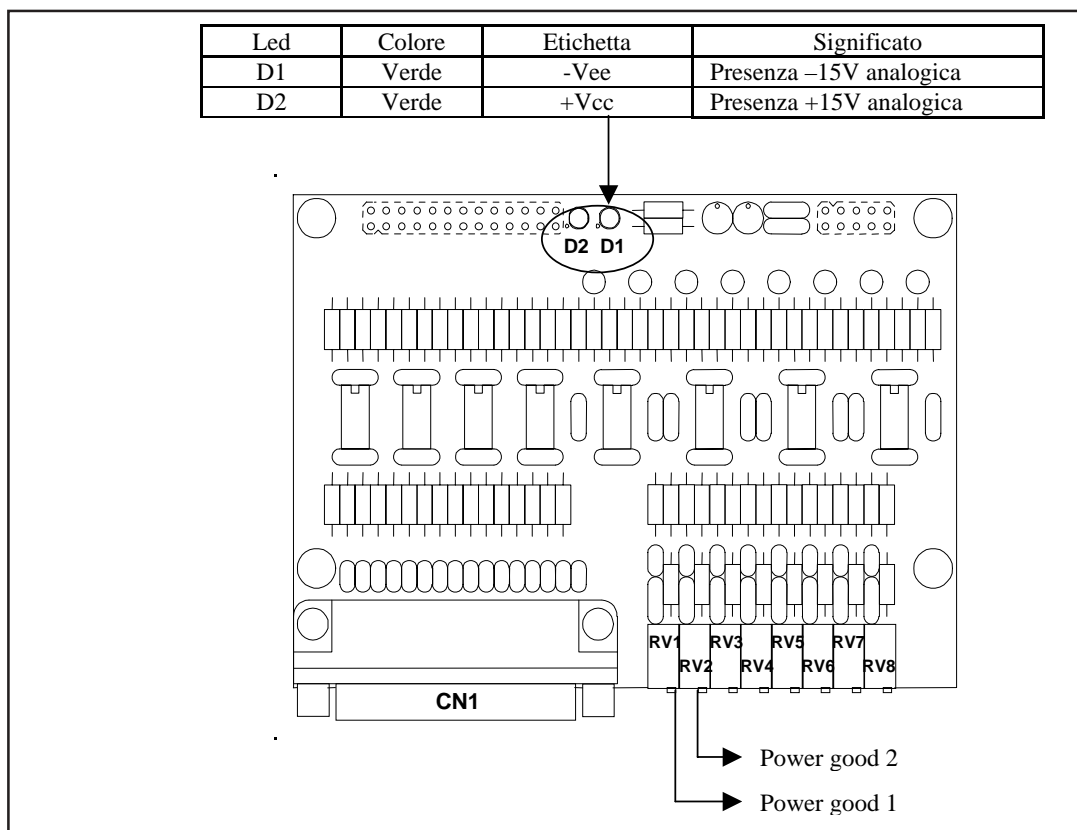 Led Colore Etichetta Significato
D1 Verde -Vee Presenza –15V analogica
D2 Verde +Vcc Presenza +15V analogica
D2 D1
RV1 RV3 RV5 RV7
RV2 RV4 RV6 RV8
CN1
Power good 2
Power good 1